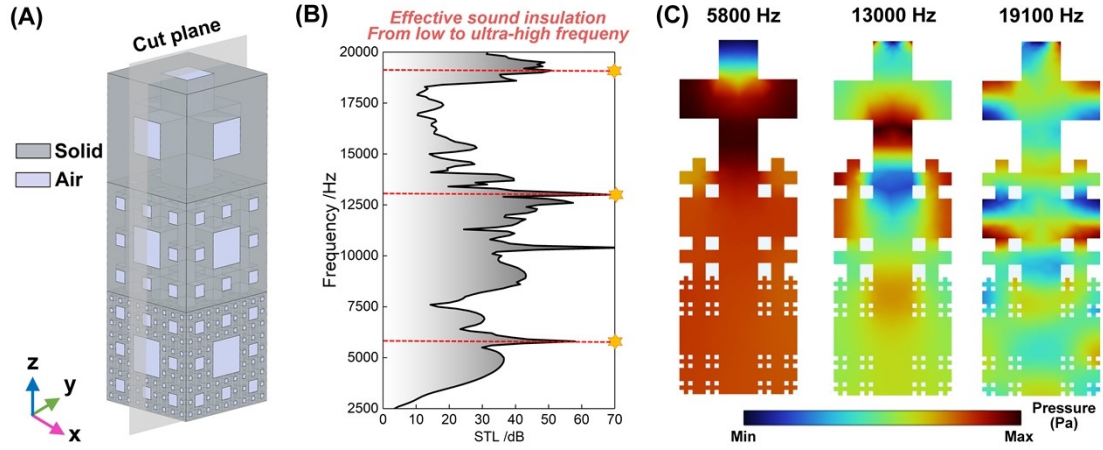 (A)
Cut plane
Solid
Air
z
y
x
(B)
Effective sound insulation
From low to ultra-high frequeny
Frequency /Hz
20000
17500
15000
12500
10000
7500
5000
2500
0 10 20 30 40 50 60 70
STL /dB
(C)
5800 Hz 13000 Hz 19100 Hz
Pressure
(Pa)
Min Max